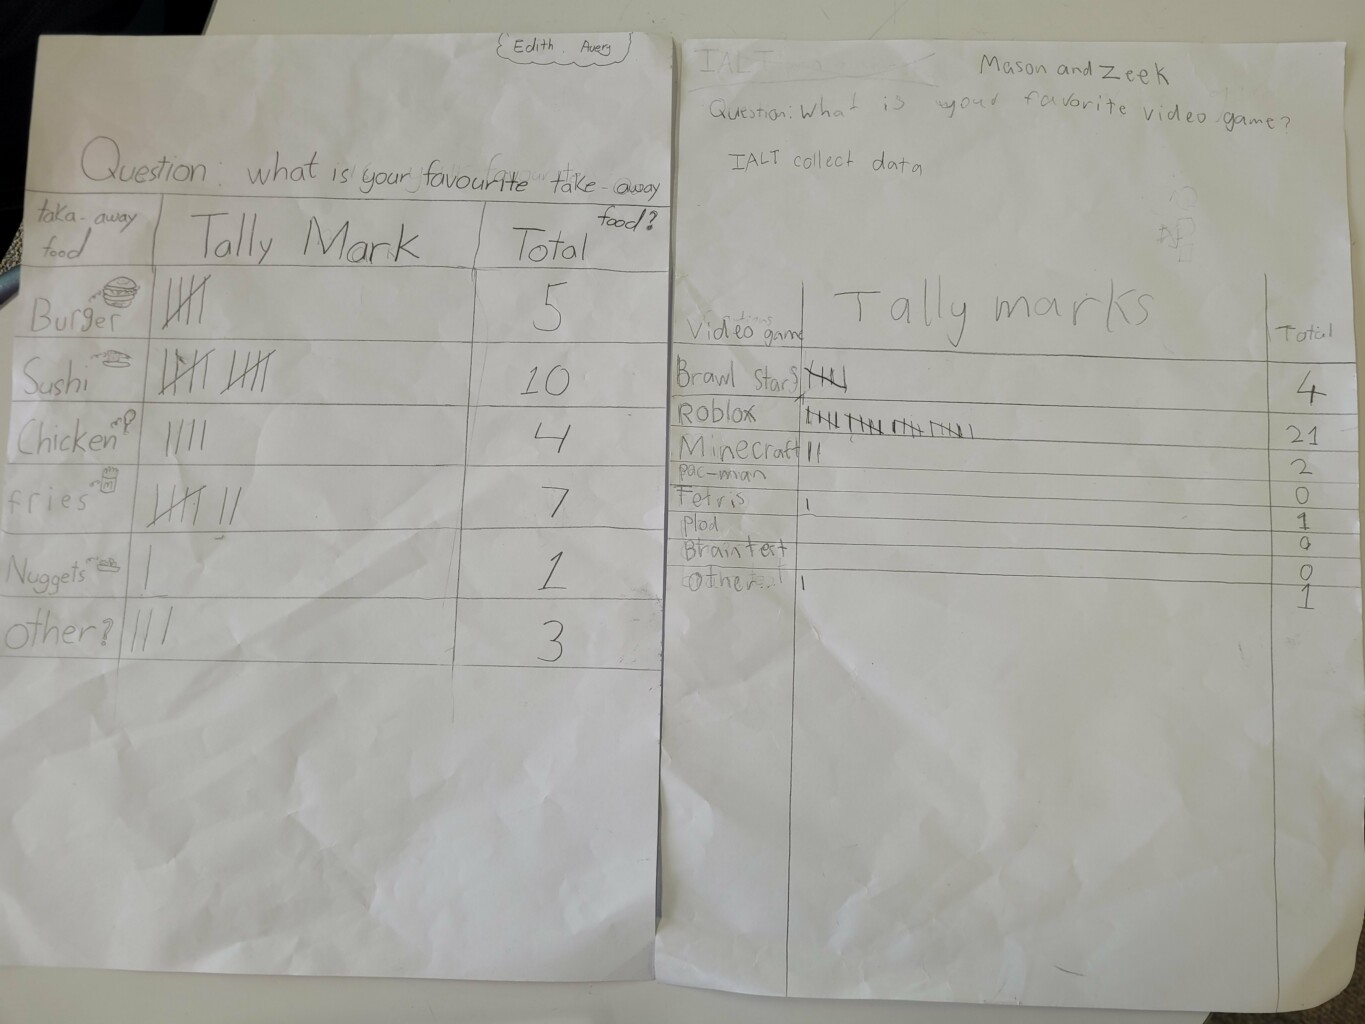 Edith. Avery
Question: what is your favourite take-away
food?
taka-away
food
Tally Mark
Total
Burger
5
Sushi
10
Chicken
4
fries
7
Nuggets
1
other?
3
IALT
Mason and Zeek
Question: What is your favorite video game?
IALT collect data
Video game
Tally marks
Total
Brawl Stars
4
Roblox
21
Minecraft
2
pac-man
0
Tetris
1
Plod
0
Braintest
0
other
1